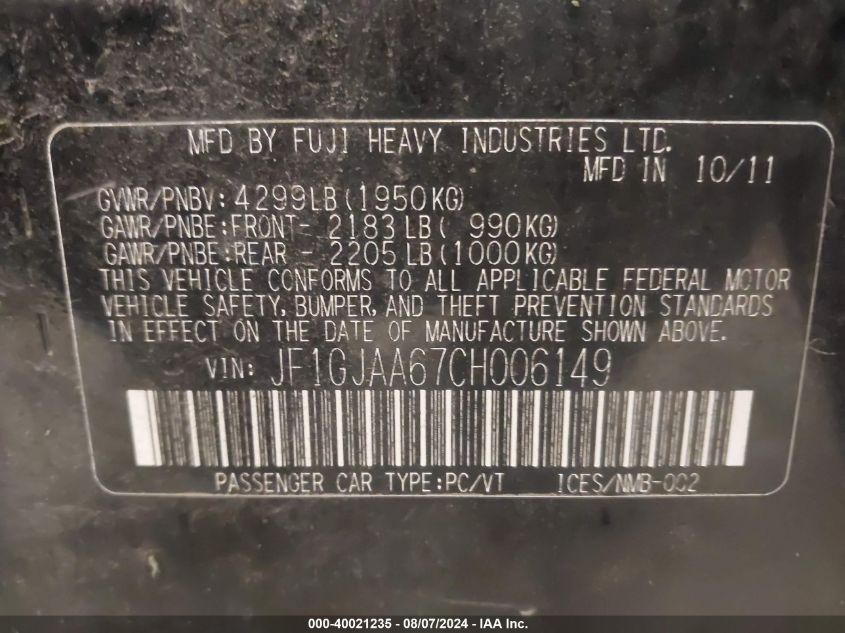 MFD BY FUJI HEAVY INDUSTRIES LTD.
MFD IN 10/11
GVWR/PNBV: 4299LB(1950KG)
GAWR/PNBE:FRONT- 2183LB( 990KG)
GAWR/PNBE:REAR - 2205LB(1000KG)
THIS VEHICLE CONFORMS TO ALL APPLICABLE FEDERAL MOTOR
VEHICLE SAFETY, BUMPER, AND THEFT PREVENTION STANDARDS
IN EFFECT ON THE DATE OF MANUFACTURE SHOWN ABOVE.
VIN: JF1GJAA67CH006149
PASSENGER CAR TYPE:PC/VT ICES/NMB-002
000-40021235 - 08/07/2024 - IAA Inc.